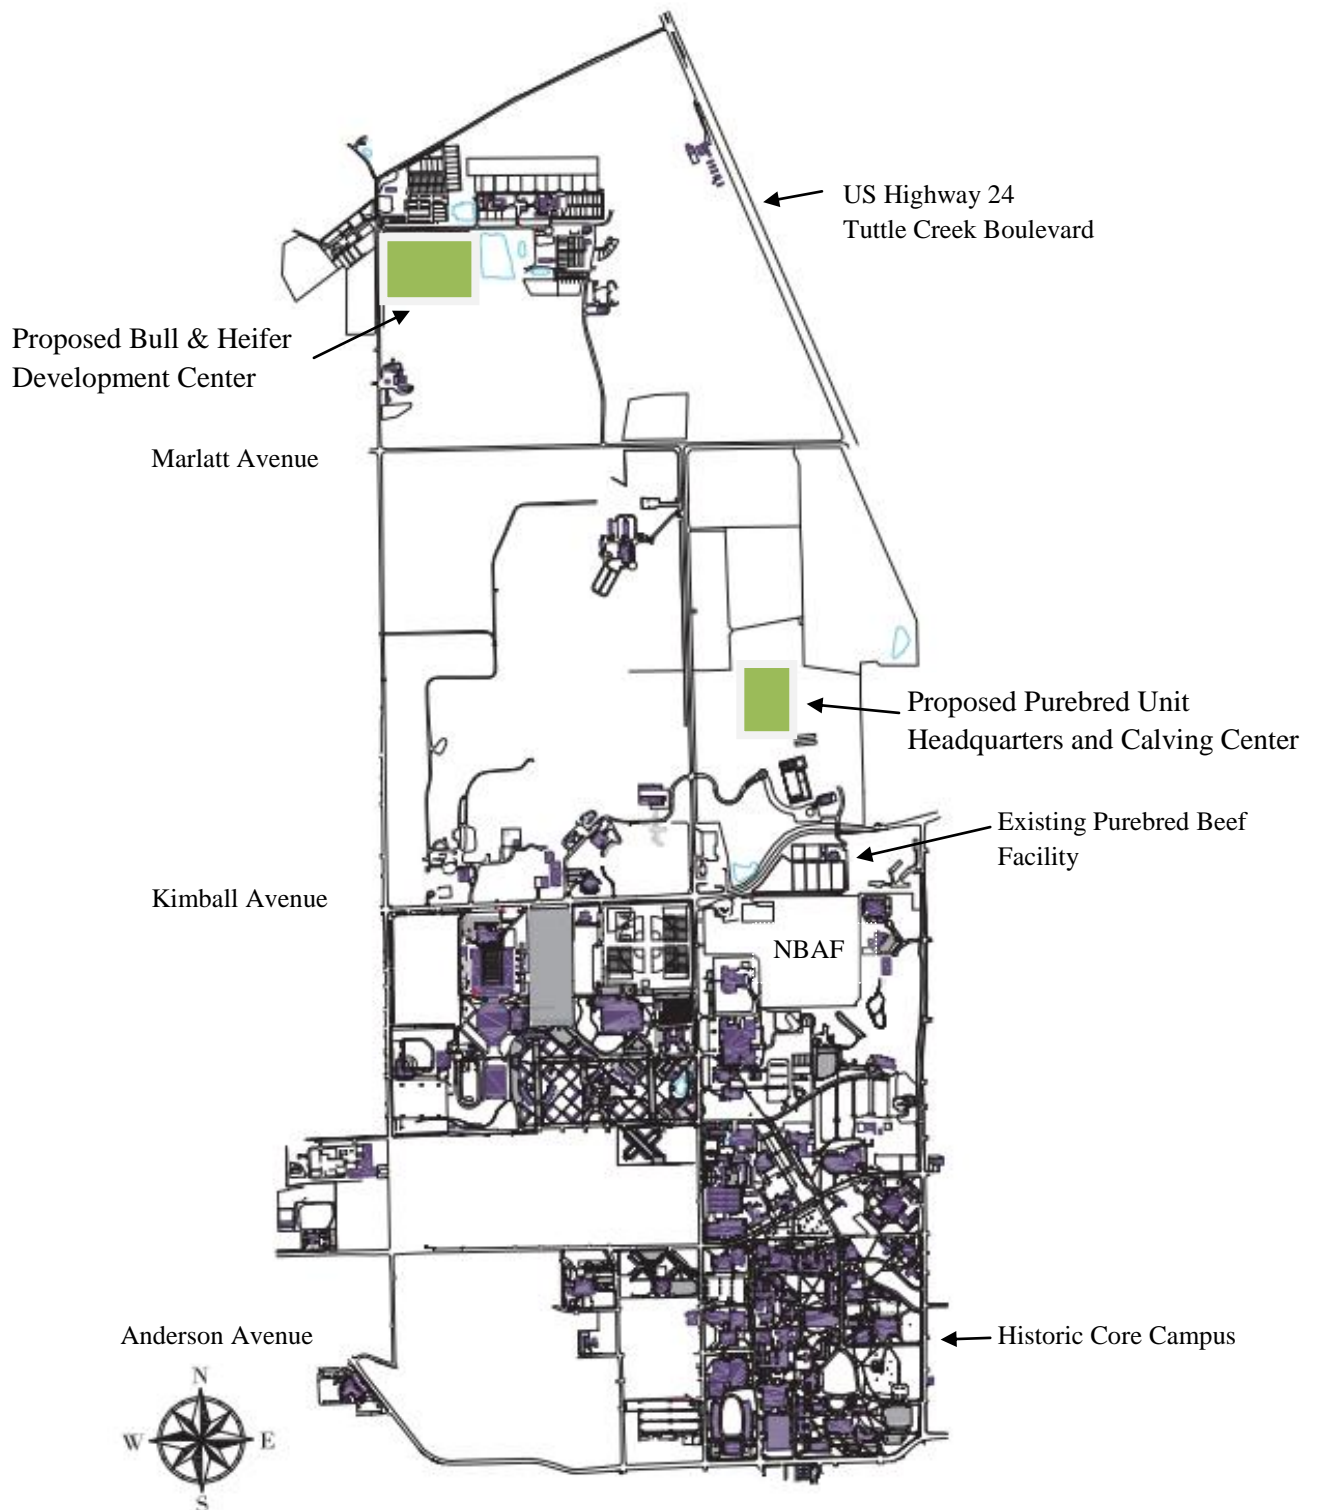 US Highway 24
Tuttle Creek Boulevard
Proposed Bull & Heifer
Development Center
Marlatt Avenue
Proposed Purebred Unit
Headquarters and Calving Center
Existing Purebred Beef
Facility
Kimball Avenue
NBAF
Anderson Avenue
Historic Core Campus
N
W
E
S